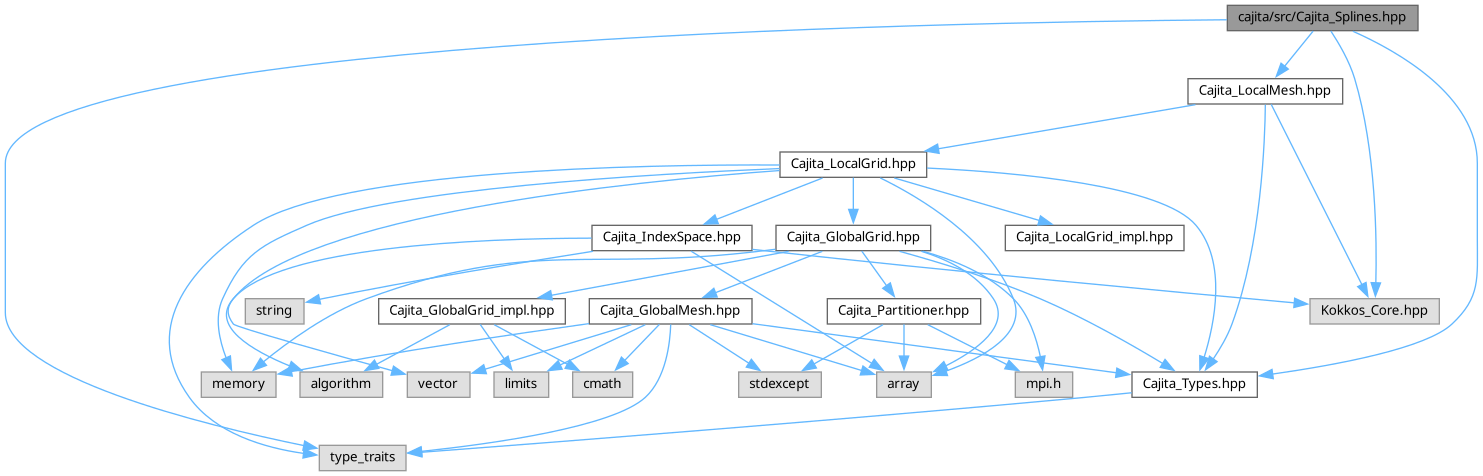 cajita/src/Cajita_Splines.hpp
Cajita_LocalMesh.hpp
Cajita_LocalGrid.hpp
Cajita_IndexSpace.hpp
Cajita_GlobalGrid.hpp
Cajita_LocalGrid_impl.hpp
string
Cajita_GlobalGrid_impl.hpp
Cajita_GlobalMesh.hpp
Cajita_Partitioner.hpp
Kokkos_Core.hpp
memory
algorithm
vector
limits
cmath
stdexcept
array
mpi.h
Cajita_Types.hpp
type_traits